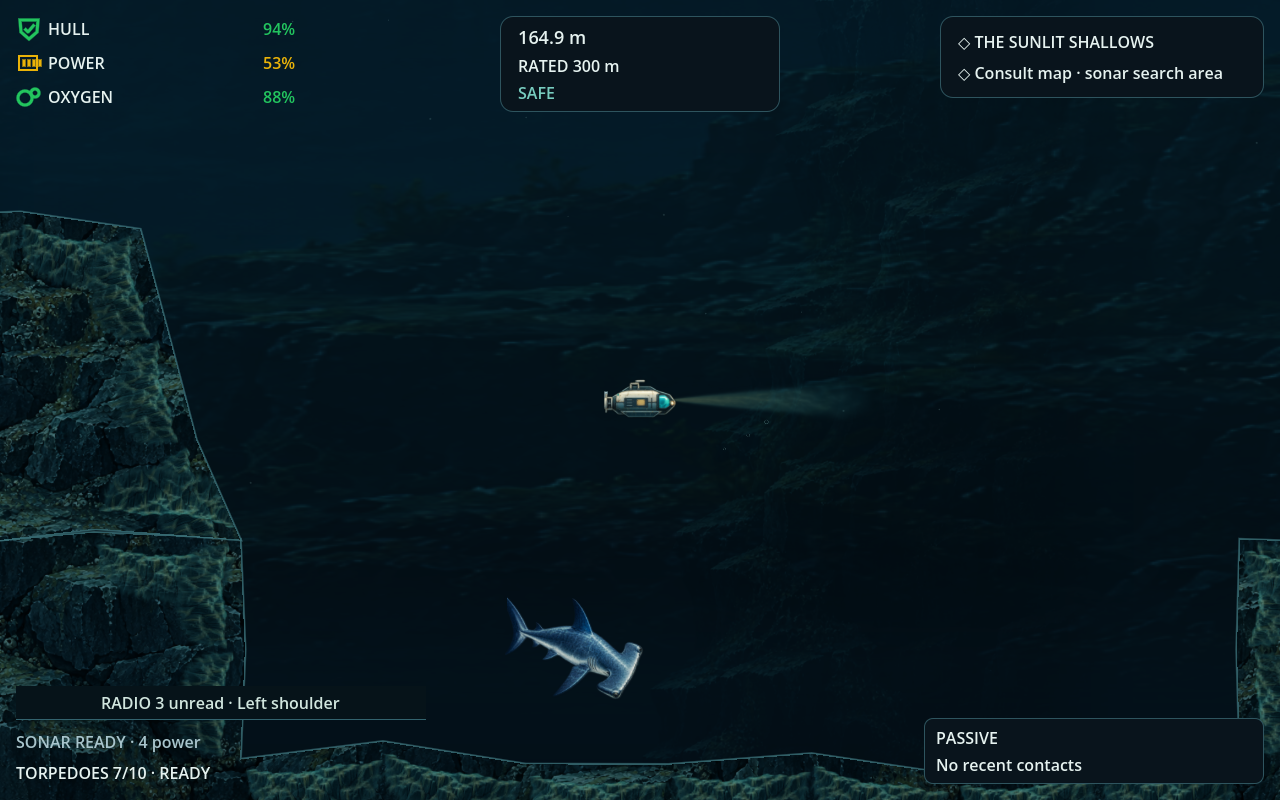 HULL 94%
POWER 53%
OXYGEN 88%
164.9 m
RATED 300 m
SAFE
◇ THE SUNLIT SHALLOWS
◇ Consult map · sonar search area
RADIO 3 unread · Left shoulder
SONAR READY · 4 power
TORPEDOES 7/10 · READY
PASSIVE
No recent contacts